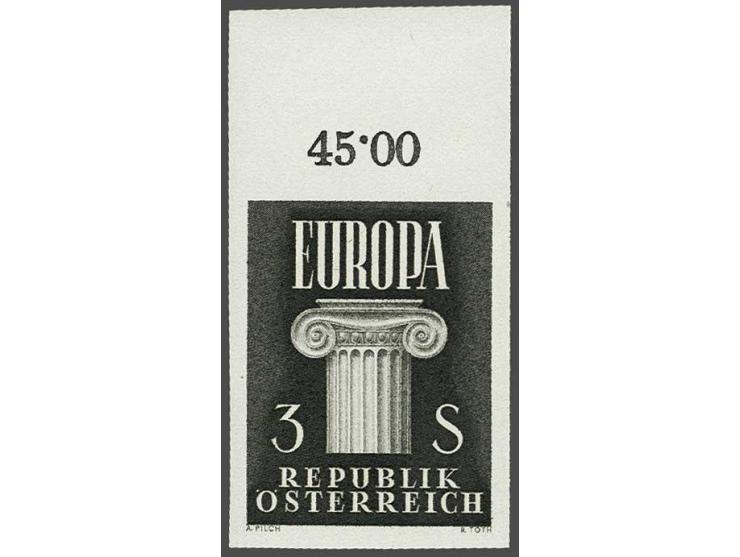 45·00
EUROPA
3 S
REPUBLIK
ÖSTERREICH
A. PILCH R. TOTH